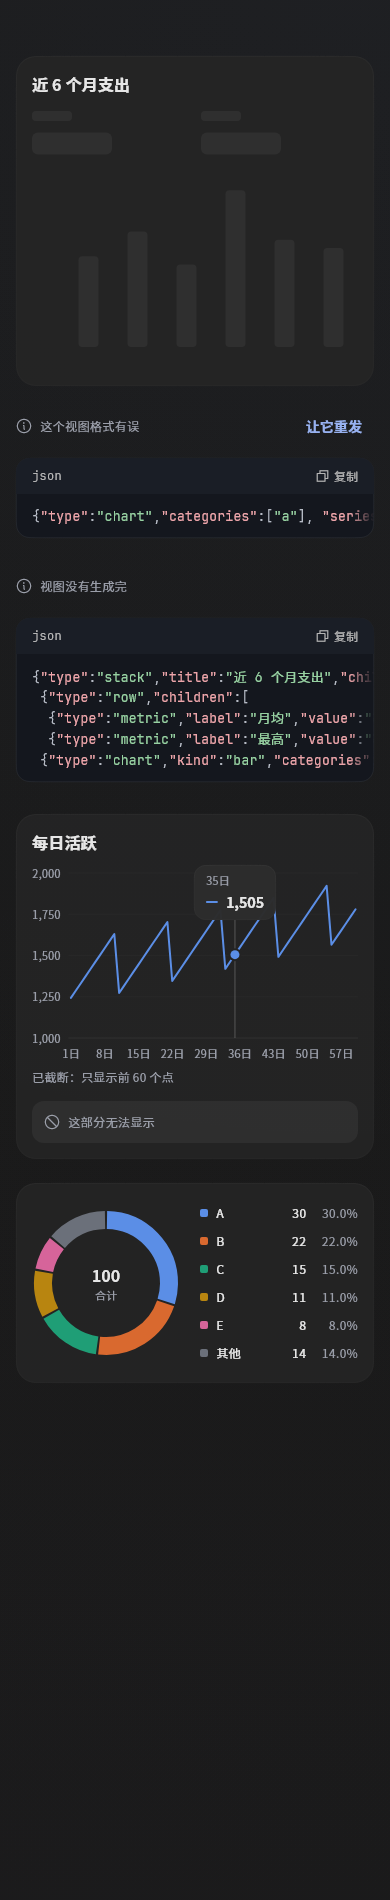 近 6 个月支出
这个视图格式有误 让它重发
json 复制
{"type":"chart","categories":["a"], "serie
视图没有生成完
json 复制
{"type":"stack","title":"近 6 个月支出","chi
{"type":"row","children":[
{"type":"metric","label":"月均","value":"
{"type":"metric","label":"最高","value":"
{"type":"chart","kind":"bar","categories"
每日活跃
2,000
35日
1,505
1,750
1,500
1,250
1,000
1日 8日 15日 22日 29日 36日 43日 50日 57日
已截断：只显示前 60 个点
这部分无法显示
A 30 30.0%
B 22 22.0%
C 15 15.0%
D 11 11.0%
E 8 8.0%
其他 14 14.0%
100
合计